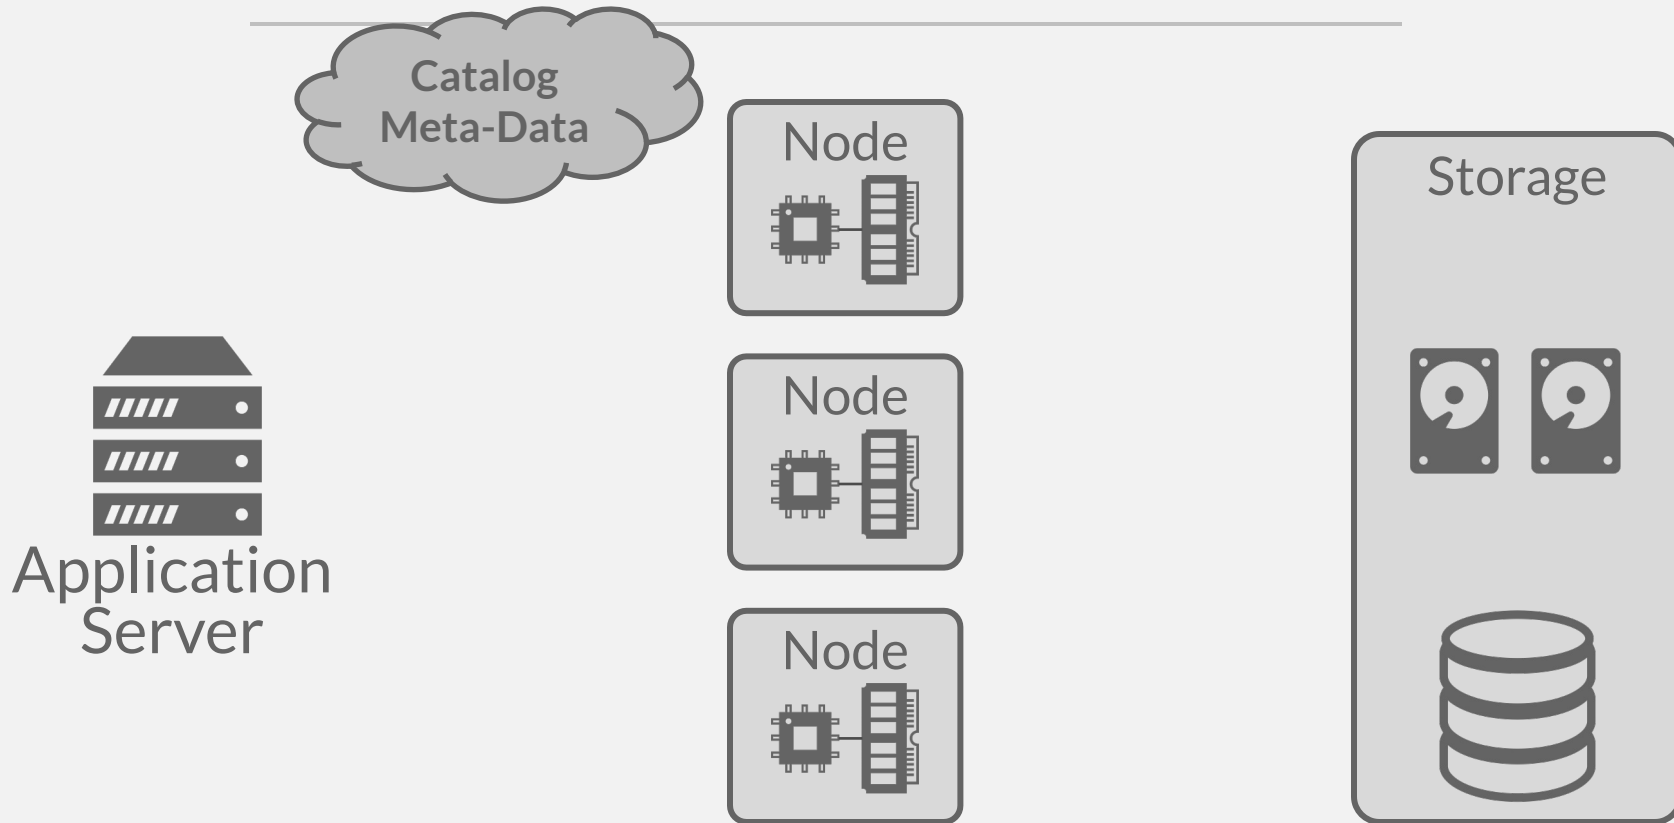 Catalog
Meta-Data
Node
Storage
Node
Application
Server
Node